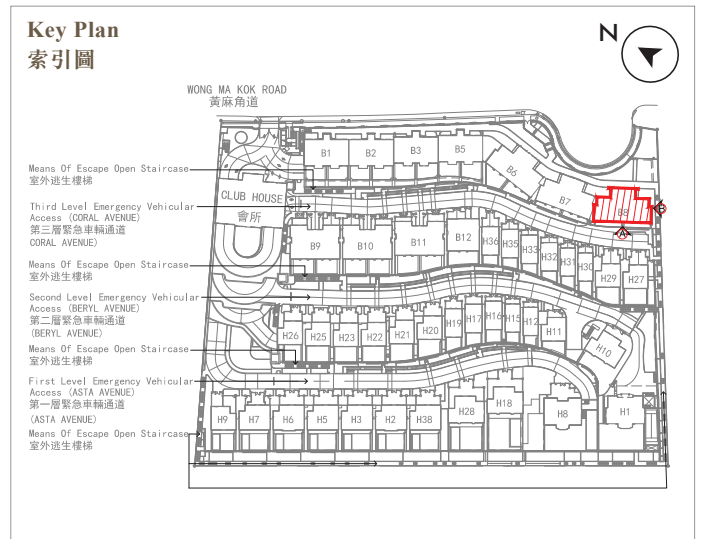 Key Plan
索引圖
N
WONG MA KOK ROAD
黃麻角道
B1 B2 B3 B5
B6
B7
B8
B
A
Means Of Escape Open Staircase
室外逃生樓梯
CLUB HOUSE
會所
Third Level Emergency Vehicular
Access (CORAL AVENUE)
第三層緊急車輛通道
CORAL AVENUE)
B9 B10 B11 B12 H36 H35 H33 H32 H31 H30 H29 H27
Means Of Escape Open Staircase
室外逃生樓梯
Second Level Emergency Vehicular
Access (BERYL AVENUE)
第二層緊急車輛通道
(BERYL AVENUE)
H26 H25 H23 H22 H21 H20 H19 H17 H16 H15 H12 H11 H10
Means Of Escape Open Staircase
室外逃生樓梯
First Level Emergency Vehicular
Access (ASTA AVENUE)
第一層緊急車輛通道
(ASTA AVENUE)
H9 H7 H6 H5 H3 H2 H38 H28 H18 H8 H1
Means Of Escape Open Staircase
室外逃生樓梯